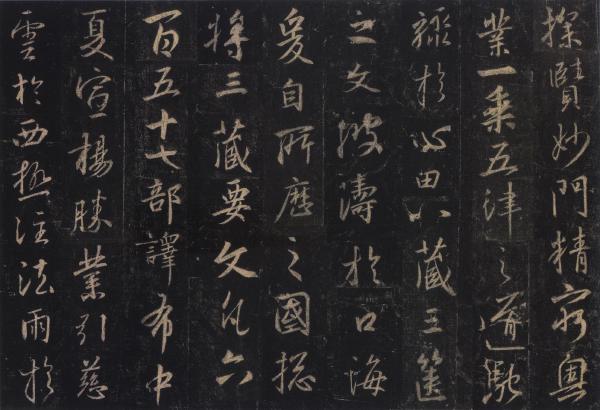 探賾妙門精窮奧
業一乘五律之道馳
驟於心田八藏三篋
之文波濤於口海
爰自所歷之國揔
將三藏要文凡六
百五十七部譯布中
夏宣揚勝業引慈
雲於西極注法雨於